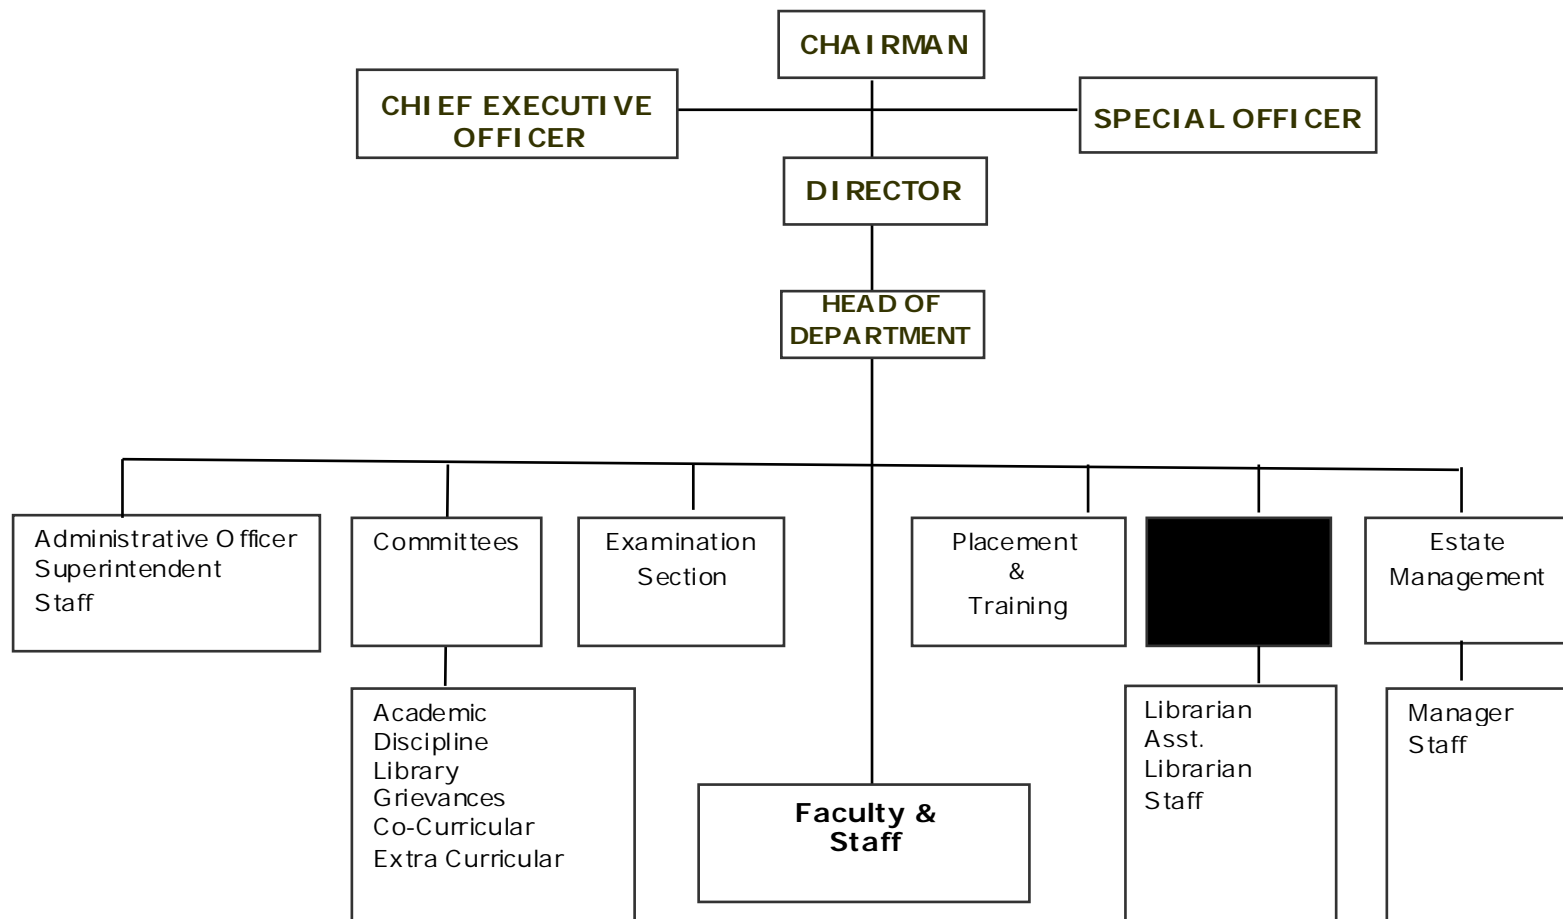 CHAIRMAN
CHIEF EXECUTIVE
OFFICER
SPECIAL OFFICER
DIRECTOR
HEAD OF
DEPARTMENT
Administrative Officer
Superintendent
Staff
Committees
Examination
Section
Placement
&
Training
Estate
Management
Academic
Discipline
Library
Grievances
Co-Curricular
Extra Curricular
Faculty &
Staff
Librarian
Asst.
Librarian
Staff
Manager
Staff